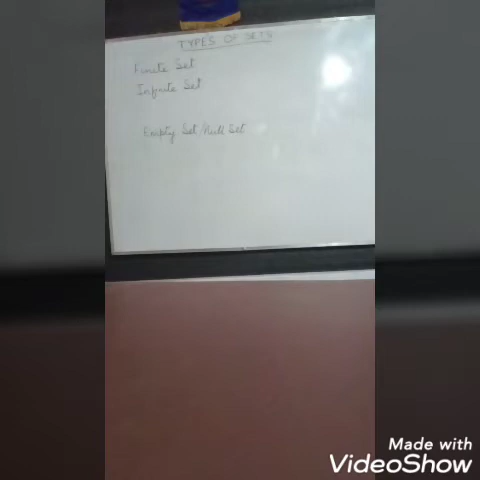 TYPES OF SETS
Finite Set
Infinite Set
Empty Set/Null Set
Made with
VideoShow